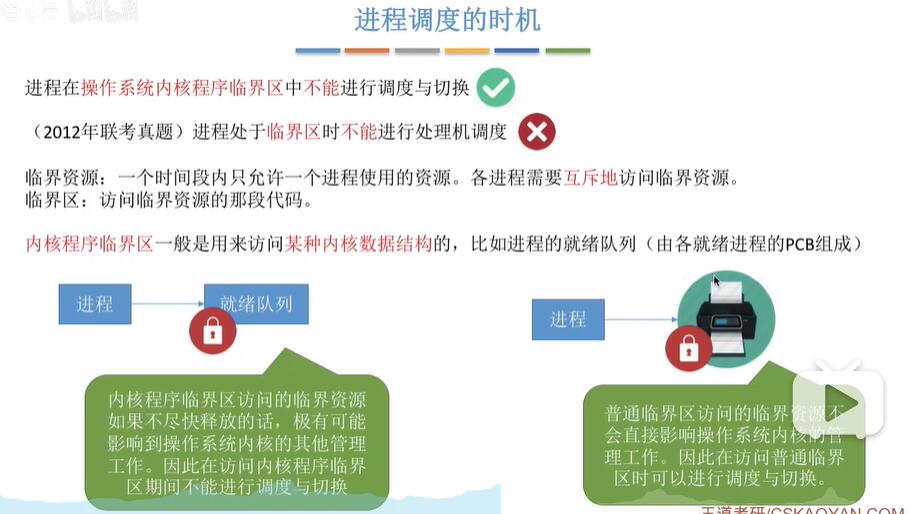 进程调度的时机
bilibili
进程在操作系统内核程序临界区中不能进行调度与切换
（2012年联考真题）进程处于临界区时不能进行处理机调度
临界资源：一个时间段内只允许一个进程使用的资源。各进程需要互斥地访问临界资源。
临界区：访问临界资源的那段代码。
内核程序临界区一般是用来访问某种内核数据结构的，比如进程的就绪队列（由各就绪进程的PCB组成）
进程
就绪队列
进程
内核程序临界区访问的临界资源
如果不尽快释放的话，极有可能
影响到操作系统内核的其他管理
工作。因此在访问内核程序临界
区期间不能进行调度与切换
普通临界区访问的临界资源不
会直接影响操作系统内核的管
理工作。因此在访问普通临界
区时可以进行调度与切换。
王道考研/CSKAOYAN.COM